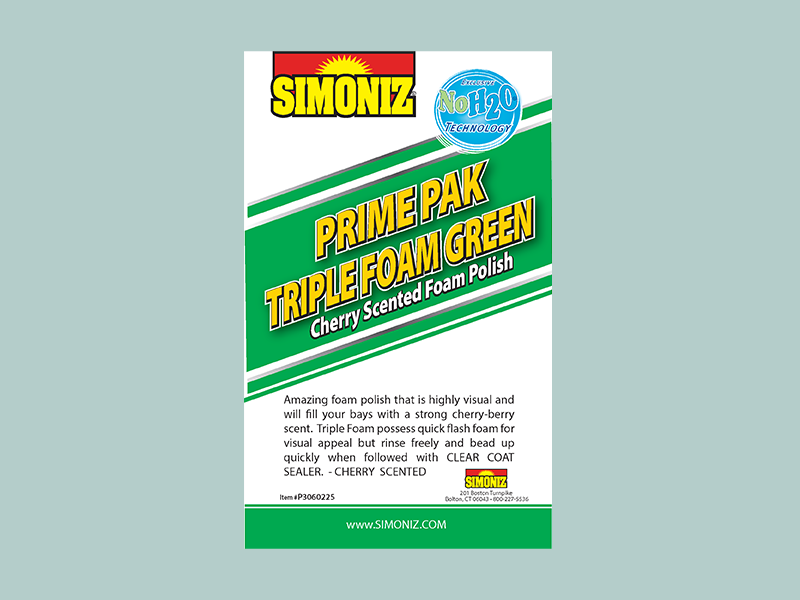 SIMONIZ
EXCLUSIVE
NoH2O
TECHNOLOGY
PRIME PAK
TRIPLE FOAM GREEN
Cherry Scented Foam Polish
Amazing foam polish that is highly visual and
will fill your bays with a strong cherry-berry
scent. Triple Foam possess quick flash foam for
visual appeal but rinse freely and bead up
quickly when followed with CLEAR COAT
SEALER. - CHERRY SCENTED
SIMONIZ
201 Boston Turnpike
Bolton, CT 06043 • 800-227-5536
Item #P3060225
www.SIMONIZ.COM